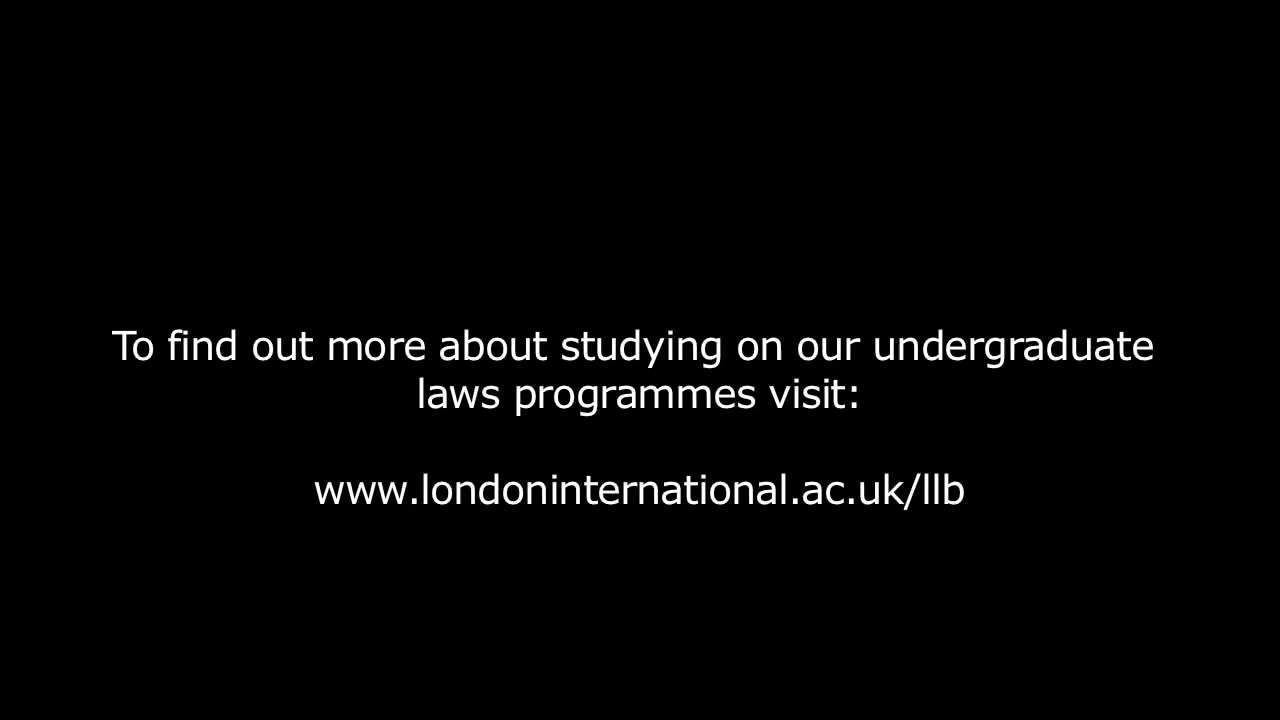 To find out more about studying on our undergraduate
laws programmes visit:
www.londoninternational.ac.uk/llb